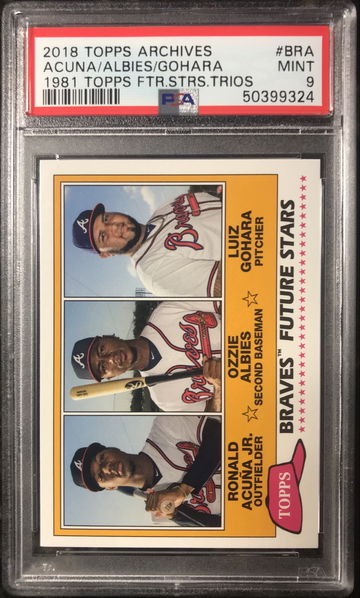 2018 TOPPS ARCHIVES #BRA
ACUNA/ALBIES/GOHARA MINT
1981 TOPPS FTR.STRS.TRIOS 9
PSA 50399324
Braves
Braves
Braves
RONALD
ACUÑA JR.
OUTFIELDER
OZZIE
ALBIES
SECOND BASEMAN
LUIZ
GOHARA
PITCHER
TOPPS
BRAVES™ FUTURE STARS